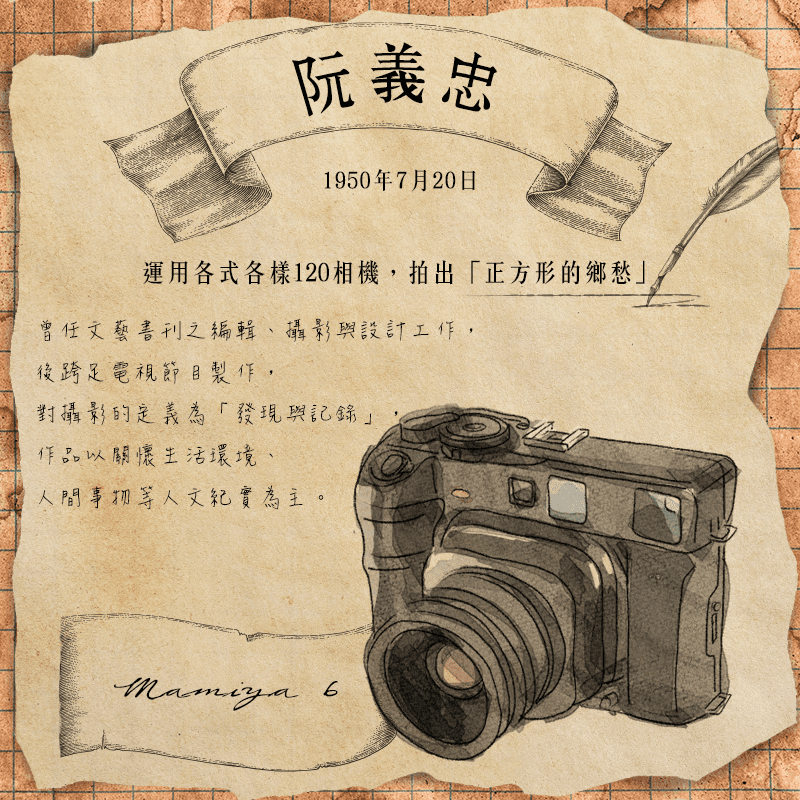 阮義忠
1950年7月20日
運用各式各樣120相機，拍出「正方形的鄉愁」
曾任文藝書刊之編輯、攝影與設計工作，
後跨足電視節目製作，
對攝影的定義為「發現與記錄」，
作品以關懷生活環境、
人間事物等人文紀實為主。
Mamiya 6